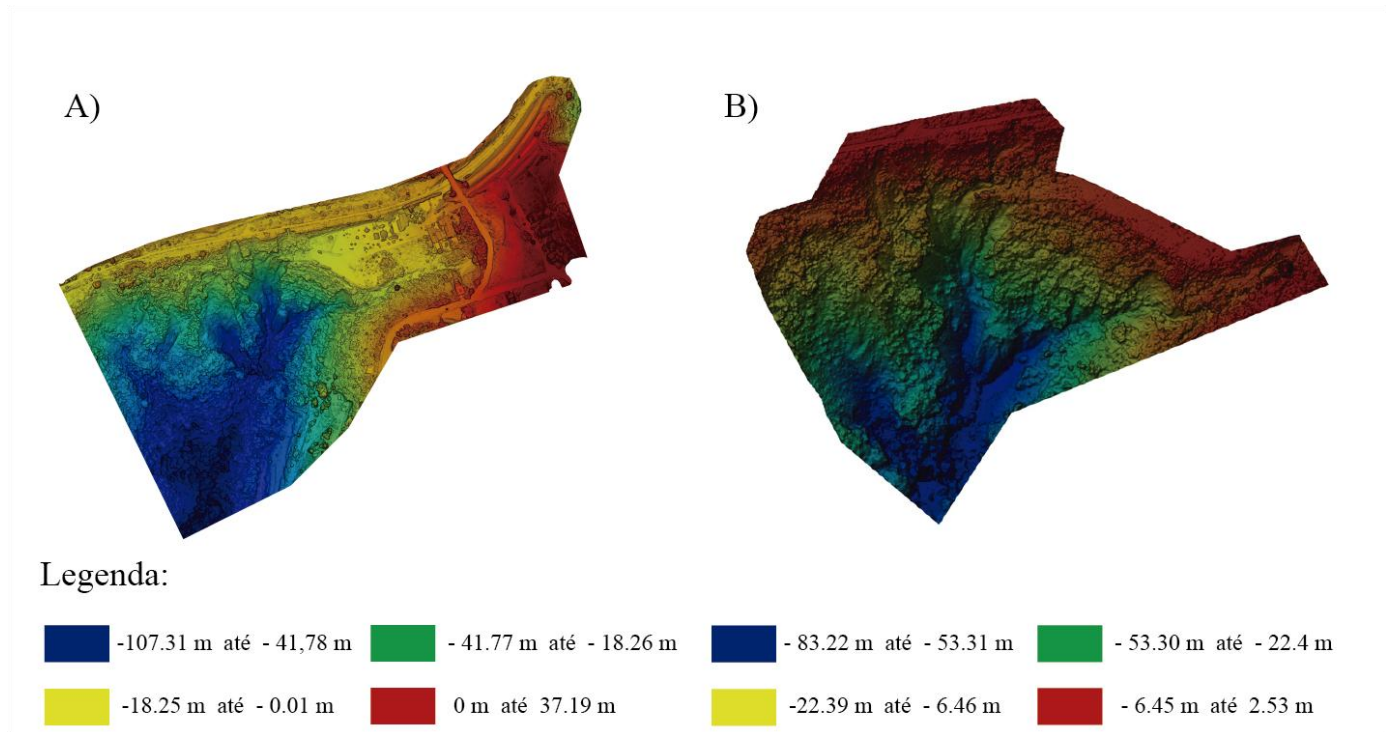 A)
B)
Legenda:
-107.31 m até - 41,78 m
- 41.77 m até - 18.26 m
- 83.22 m até - 53.31 m
- 53.30 m até - 22.4 m
-18.25 m até - 0.01 m
0 m até 37.19 m
-22.39 m até - 6.46 m
- 6.45 m até 2.53 m